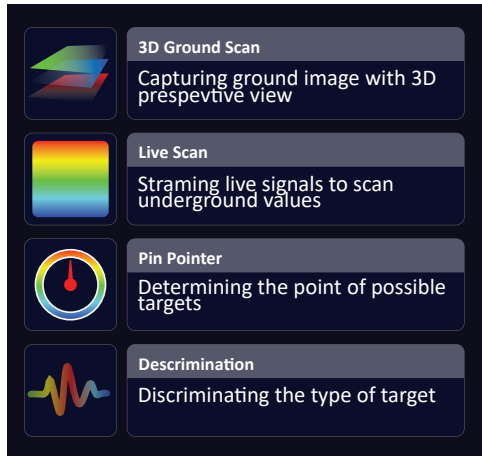 3D Ground Scan
Capturing ground image with 3D
prespevtive view
Live Scan
Straming live signals to scan
underground values
Pin Pointer
Determining the point of possible
targets
Descrimination
Discriminating the type of target